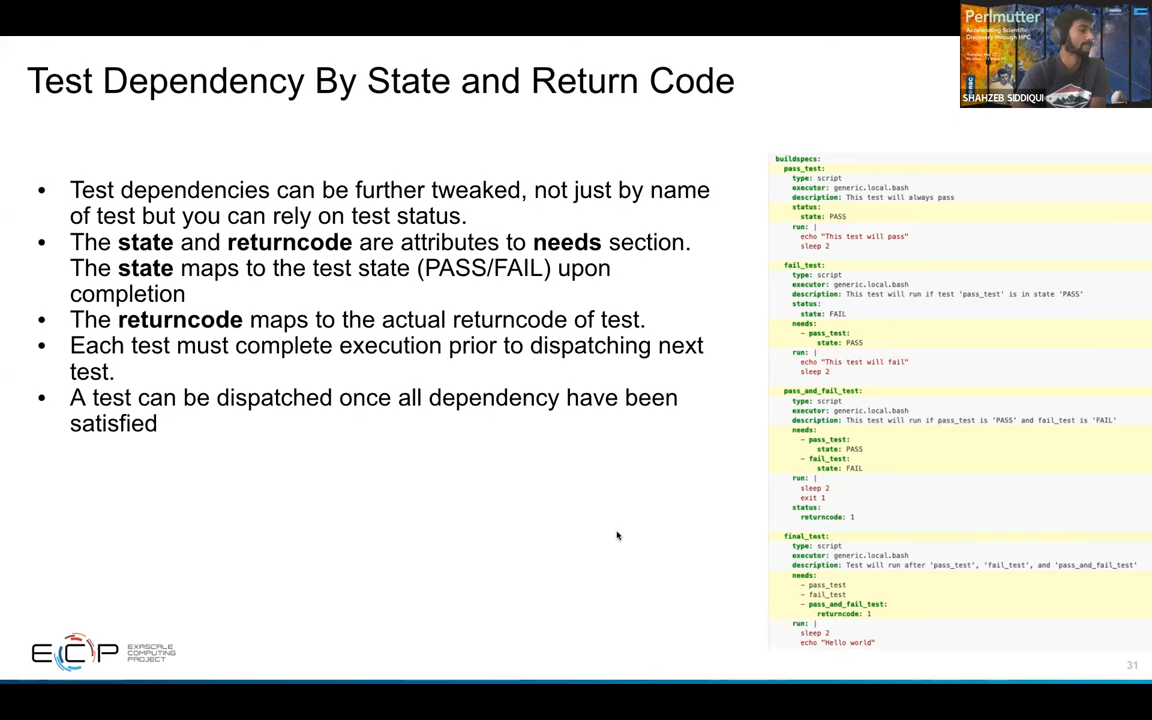 Perlmutter
Accelerating Scientific
Discovery through HPC
SHAHZEB SIDDIQUI
Test Dependency By State and Return Code
• Test dependencies can be further tweaked, not just by name
of test but you can rely on test status.
• The state and returncode are attributes to needs section.
The state maps to the test state (PASS/FAIL) upon
completion
• The returncode maps to the actual returncode of test.
• Each test must complete execution prior to dispatching next
test.
• A test can be dispatched once all dependency have been
satisfied
buildspecs:
pass_test:
type: script
executor: generic.local.bash
description: This test will always pass
status:
state: PASS
run: |
echo "This test will pass"
sleep 2
fail_test:
type: script
executor: generic.local.bash
description: This test will run if test 'pass_test' is in state 'PASS'
status:
state: FAIL
needs:
- pass_test:
state: PASS
run: |
echo "This test will fail"
sleep 2
pass_and_fail_test:
type: script
executor: generic.local.bash
description: This test will run if pass_test is 'PASS' and fail_test is 'FAIL'
needs:
- pass_test:
state: PASS
- fail_test:
state: FAIL
run: |
sleep 2
exit 1
status:
returncode: 1
final_test:
type: script
executor: generic.local.bash
description: Test will run after 'pass_test', 'fail_test', and 'pass_and_fail_test'
needs:
- pass_test
- fail_test
- pass_and_fail_test:
returncode: 1
run: |
sleep 2
echo "Hello world"
ECP
EXASCALE
COMPUTING
PROJECT
31